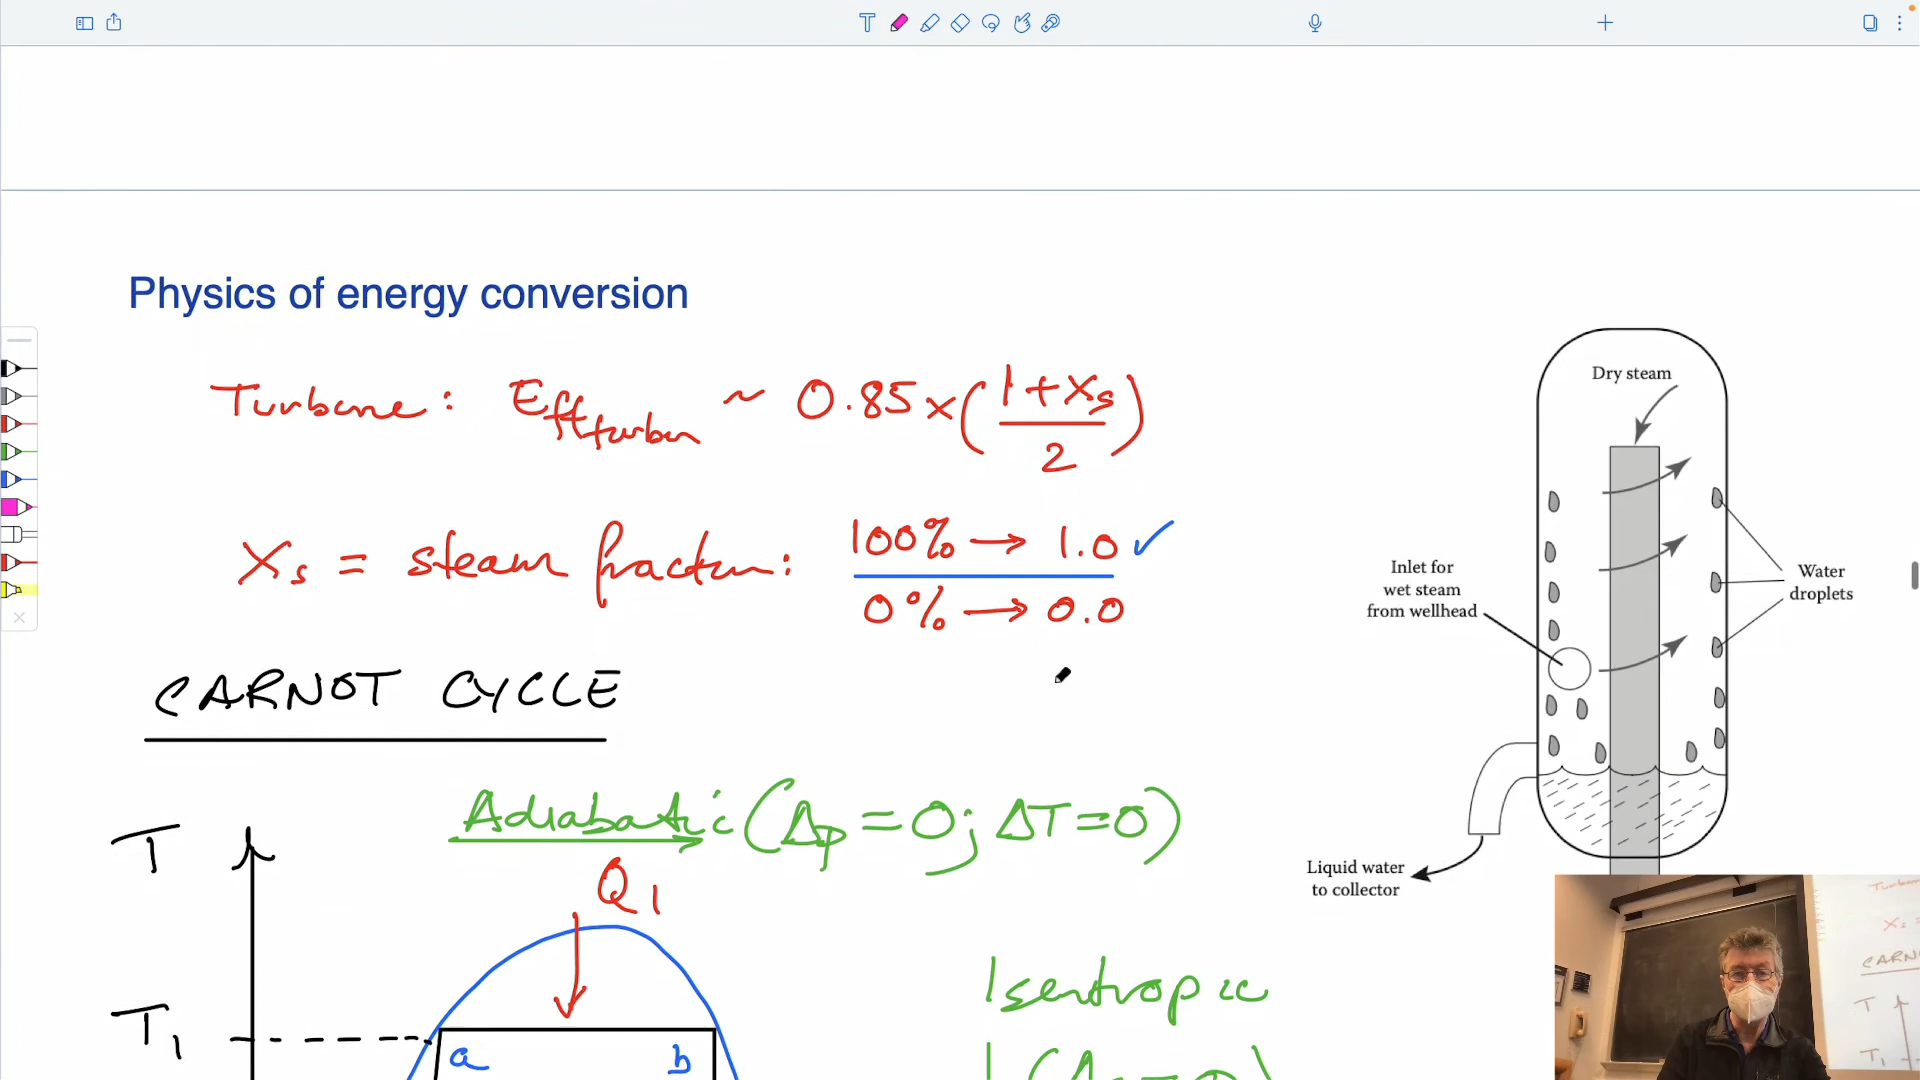 Physics of energy conversion
Turbine: Eff turbin ~ 0.85 × (1 + Xs / 2)
Xs = steam fraction: 100% → 1.0 ✓
0% → 0.0
CARNOT CYCLE
Adiabatic (Δp = 0; ΔT = 0)
T
Q1
Isentropic
T1
a
b
Dry steam
Inlet for
wet steam
from wellhead
Water
droplets
Liquid water
to collector